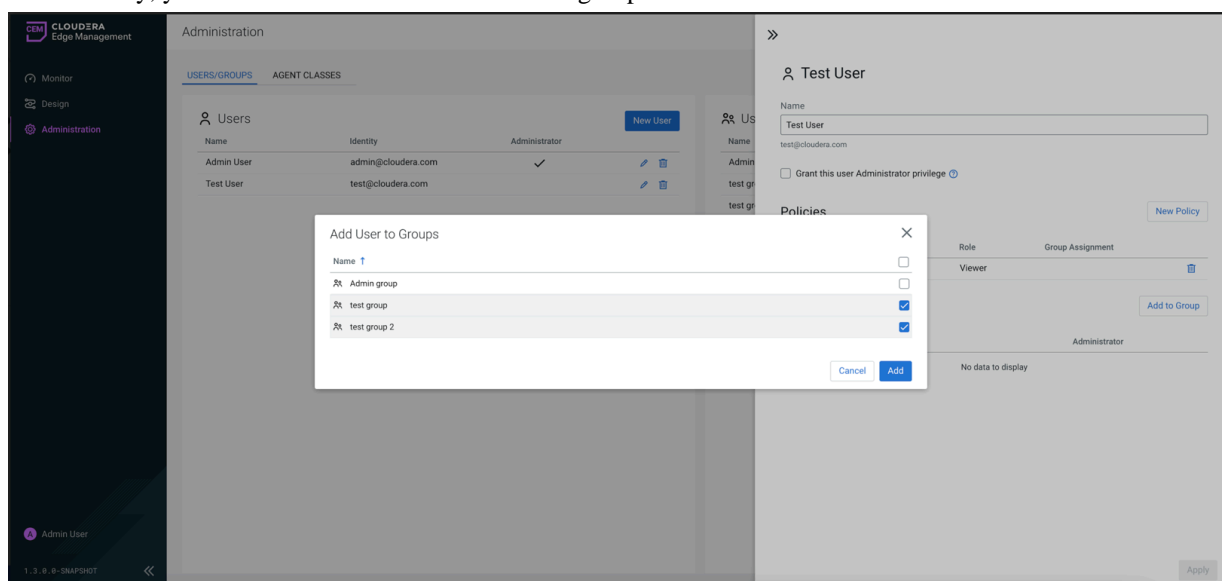 CEM
CLOUDERA
Edge Management
Monitor
Design
Administration
Admin User
1.3.0.0-SNAPSHOT
Administration
USERS/GROUPS AGENT CLASSES
Users
New User
Name Identity Administrator
Admin User admin@cloudera.com
Test User test@cloudera.com
Name
test
test
Test User
Name
Test User
test@cloudera.com
Grant this user Administrator privilege
Policies
New Policy
Role Group Assignment
Viewer
Add to Group
Administrator
No data to display
Apply
Add User to Groups
Name
Admin group
test group
test group 2
Cancel Add